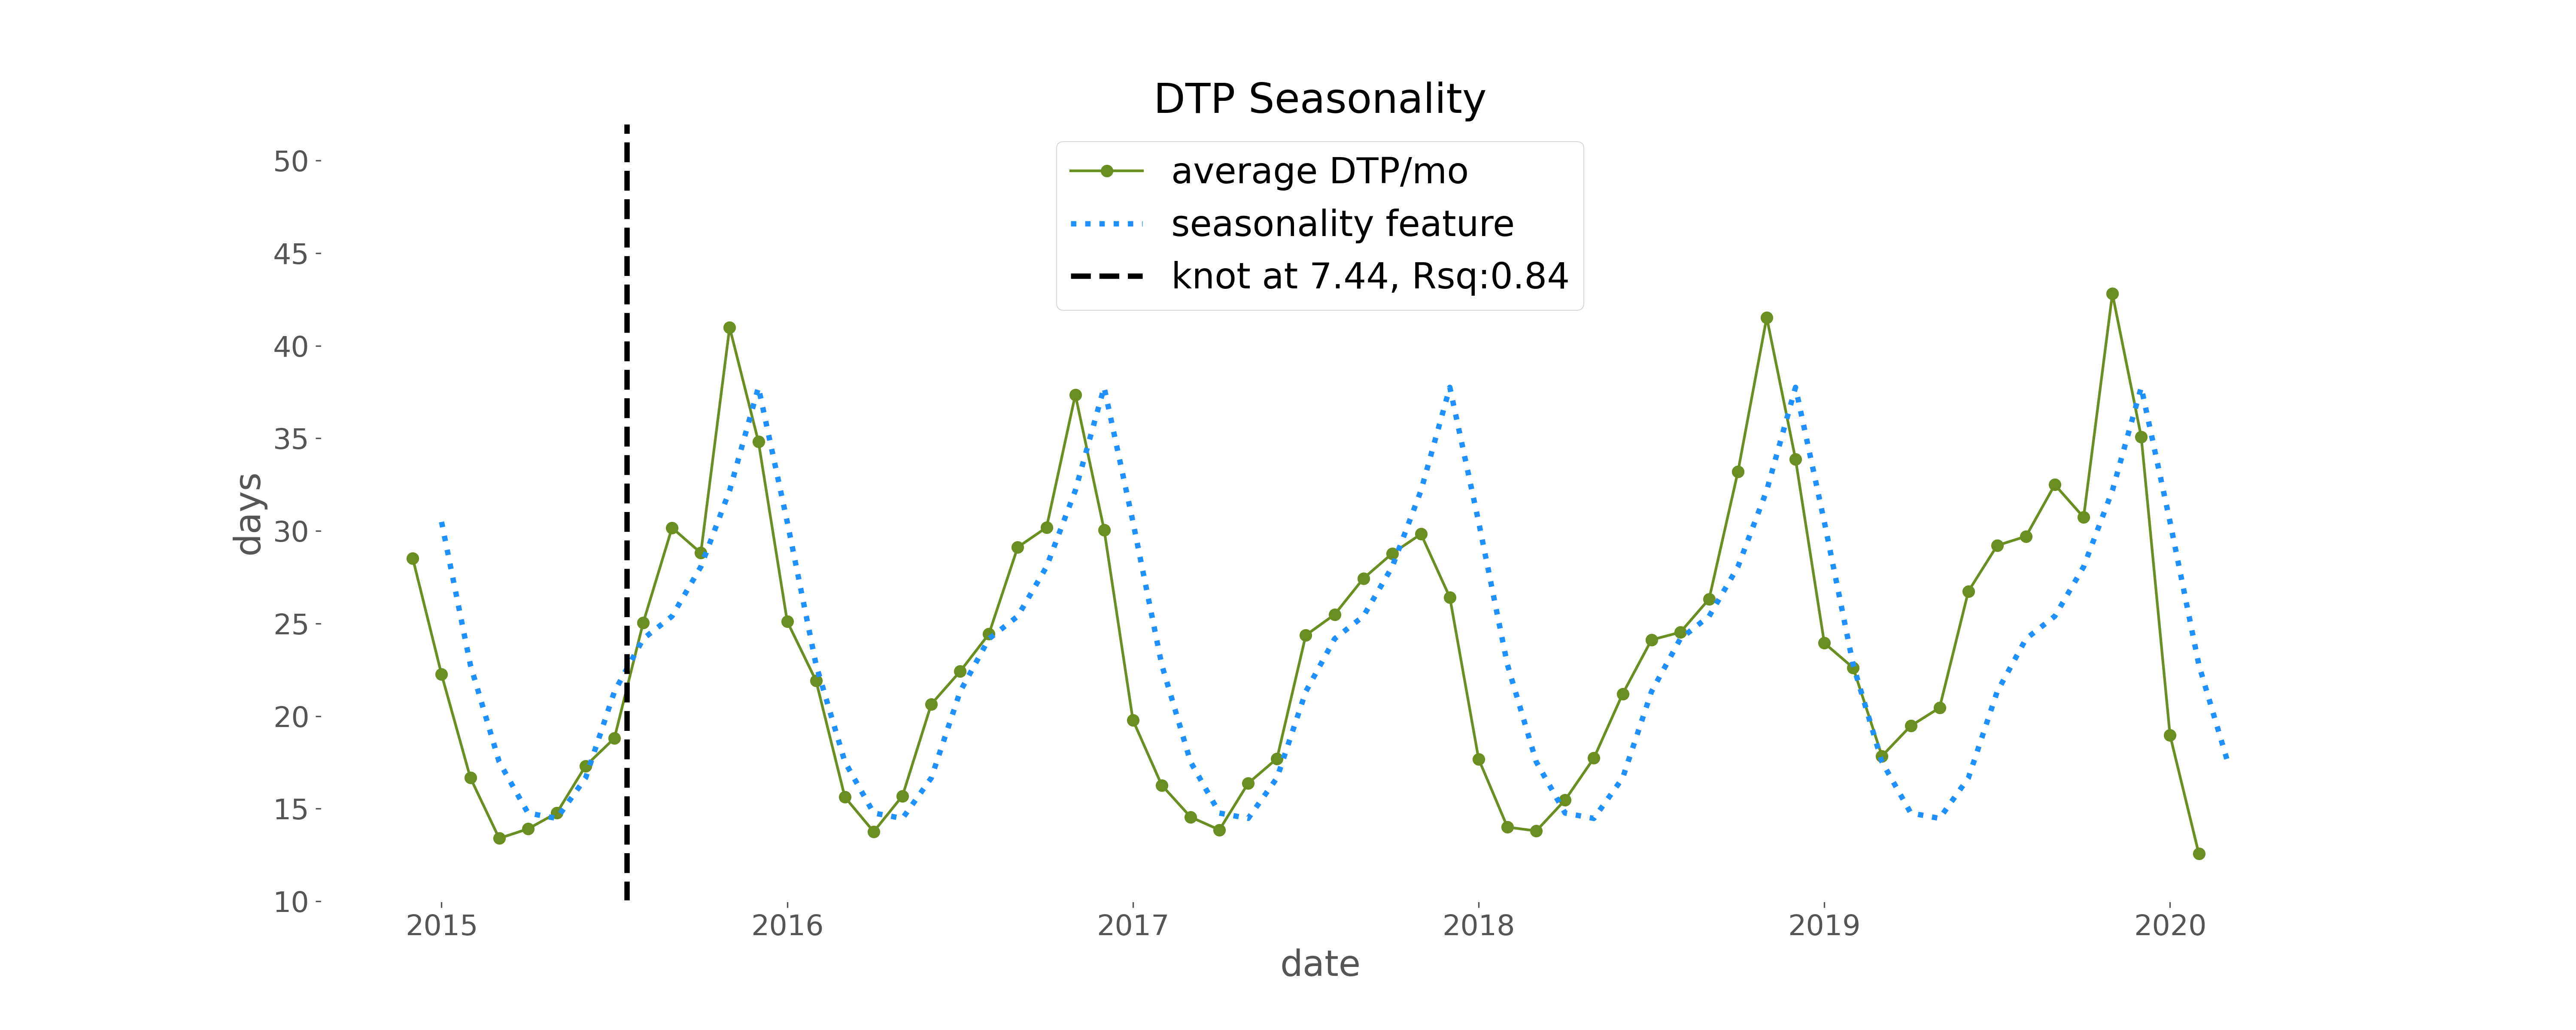 DTP Seasonality
average DTP/mo
seasonality feature
knot at 7.44, Rsq:0.84
days
50
45
40
35
30
25
20
15
10
2015 2016 2017 2018 2019 2020
date